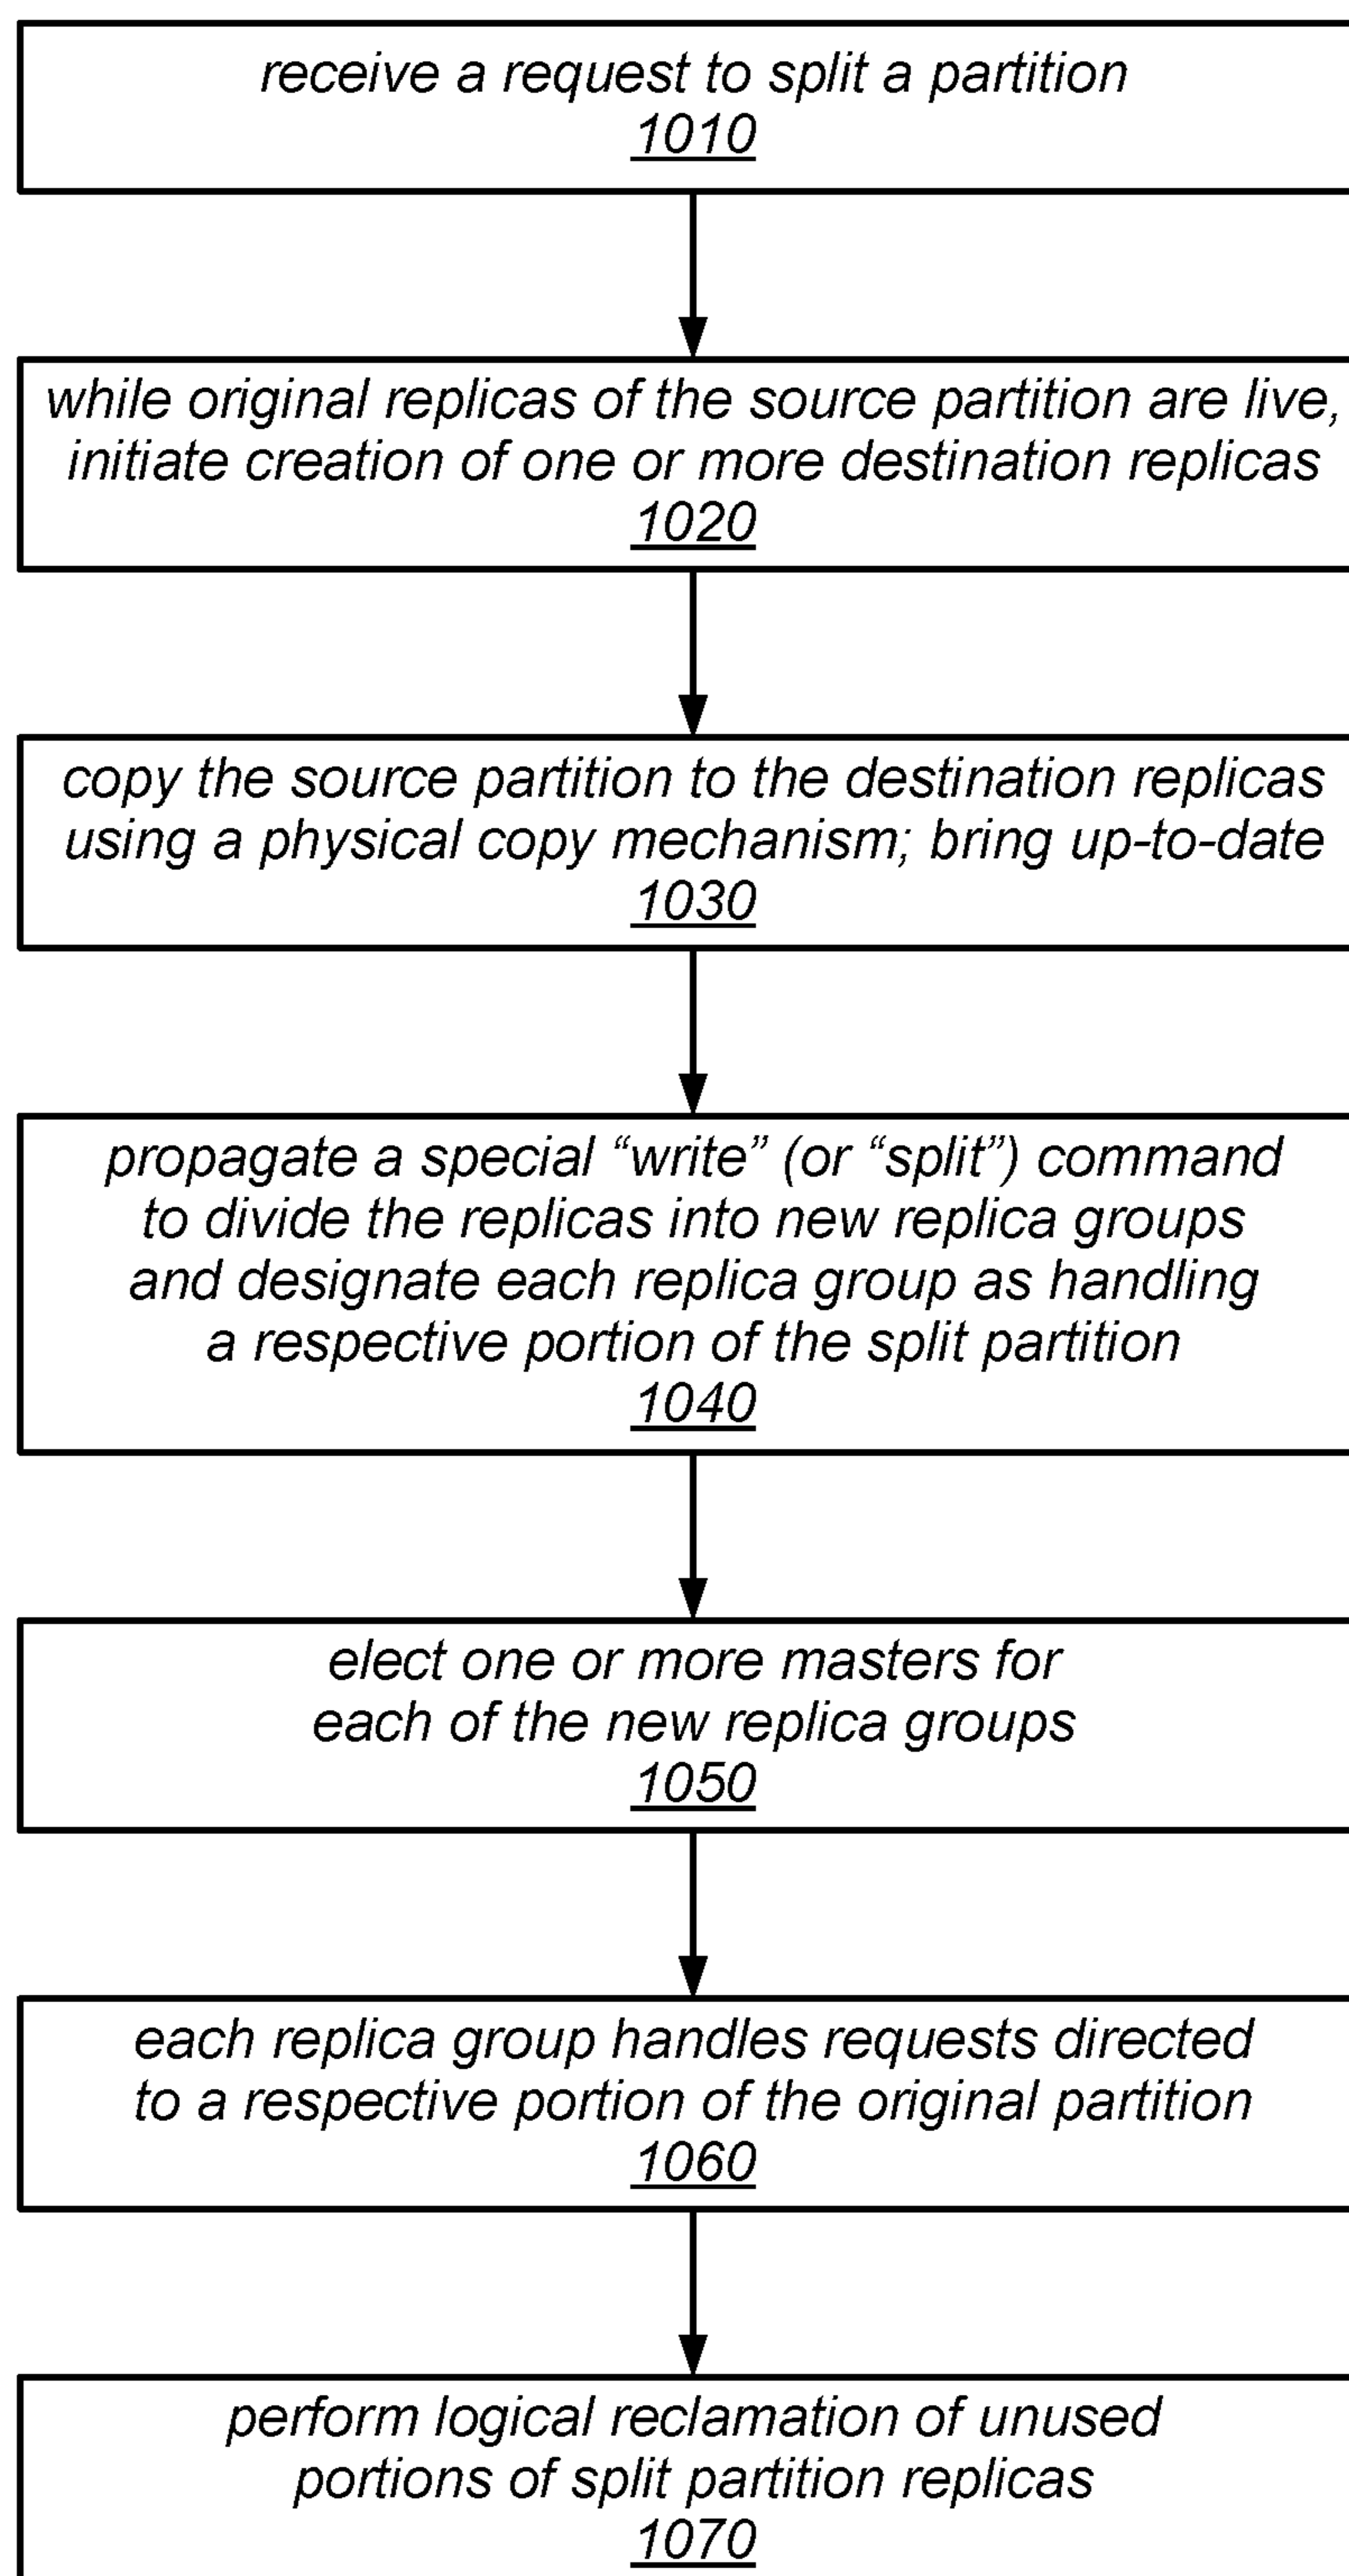 receive a request to split a partition
1010
while original replicas of the source partition are live,
initiate creation of one or more destination replicas
1020
copy the source partition to the destination replicas
using a physical copy mechanism; bring up-to-date
1030
propagate a special “write” (or “split”) command
to divide the replicas into new replica groups
and designate each replica group as handling
a respective portion of the split partition
1040
elect one or more masters for
each of the new replica groups
1050
each replica group handles requests directed
to a respective portion of the original partition
1060
perform logical reclamation of unused
portions of split partition replicas
1070